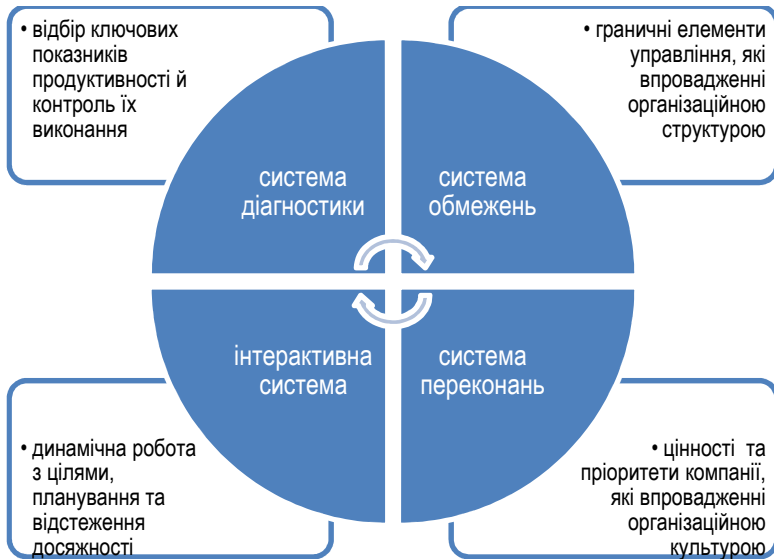 • відбір ключових
показників
продуктивності й
контроль їх
виконання
• граничні елементи
управління, які
впровадженні
організаційною
структурою
система
діагностики
система
обмежень
інтерактивна
система
система
переконань
• динамічна робота
з цілями,
планування та
відстеження
досяжності
• цінності та
пріоритети компанії,
які впровадженні
організаційною
культурою